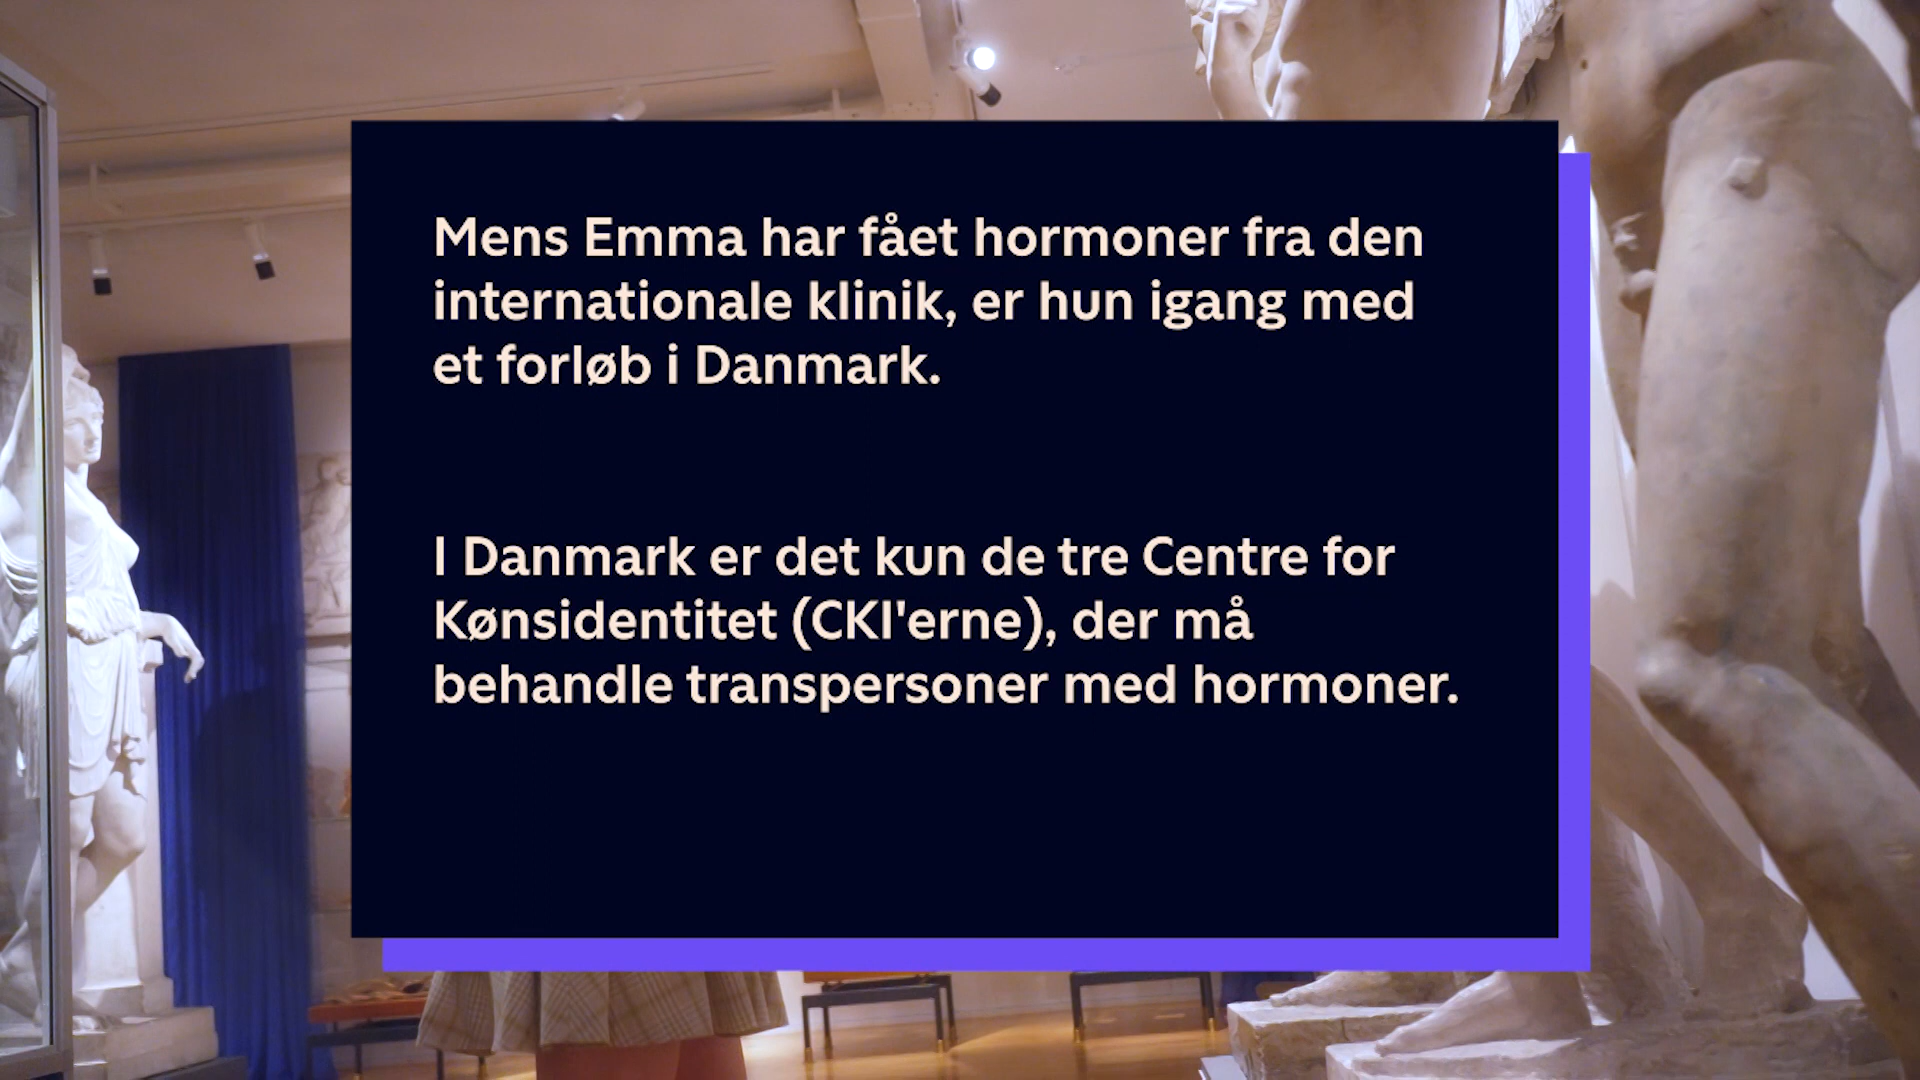 Mens Emma har fået hormoner fra den
internationale klinik, er hun igang med
et forløb i Danmark.
I Danmark er det kun de tre Centre for
Kønsidentitet (CKI'erne), der må
behandle transpersoner med hormoner.